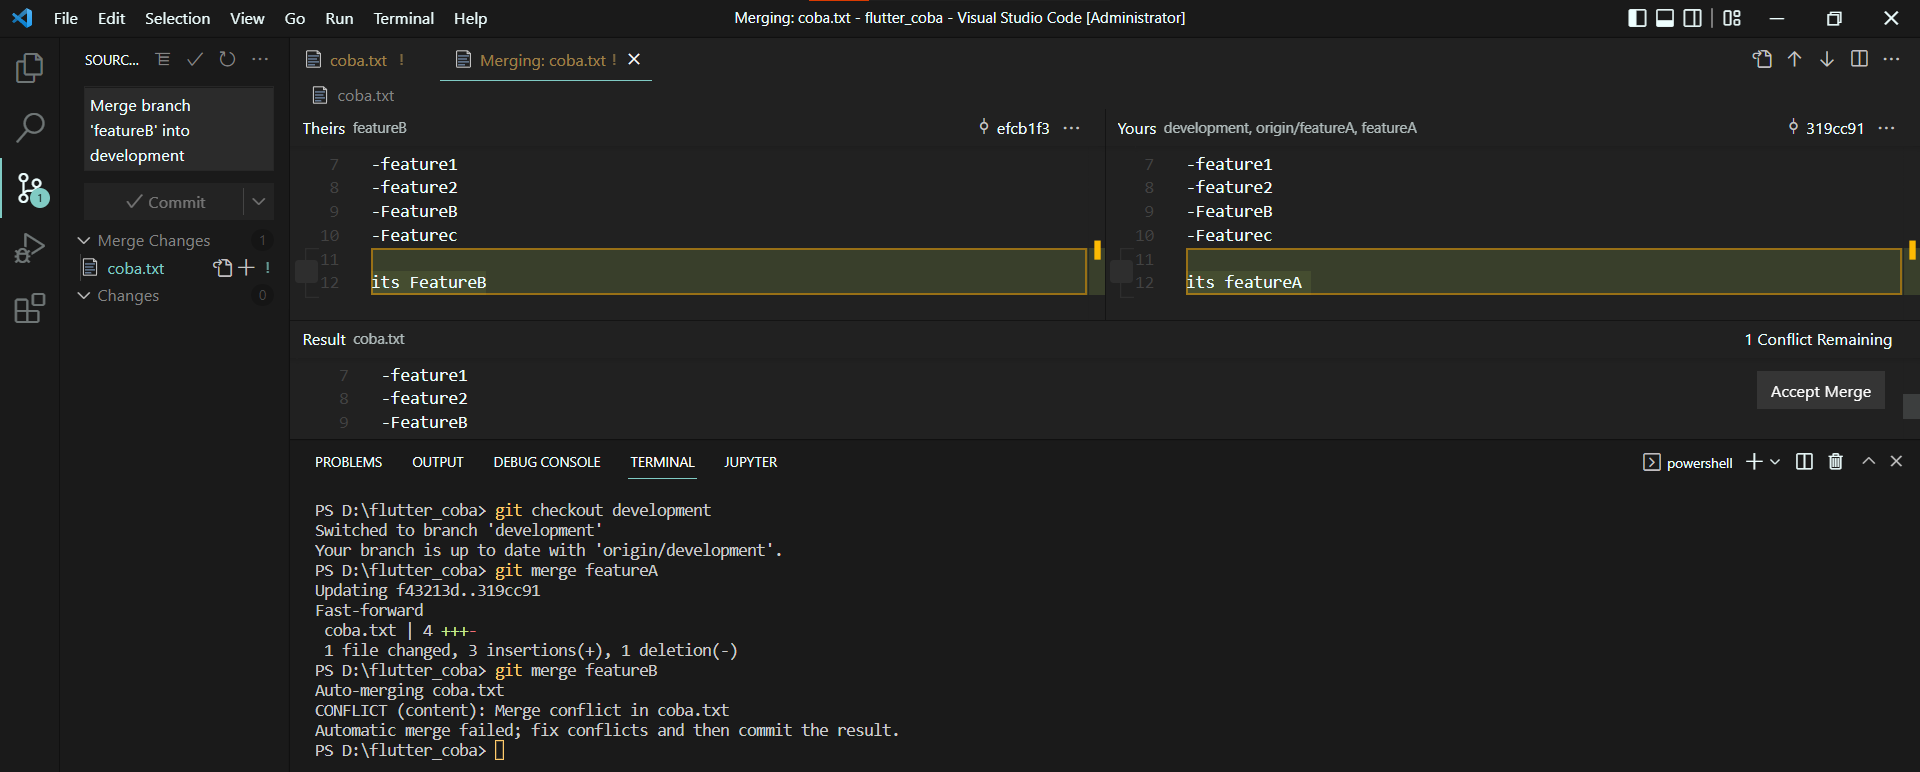 File Edit Selection View Go Run Terminal Help
Merging: coba.txt - flutter_coba - Visual Studio Code [Administrator]
SOURC...
Merge branch
'featureB' into
development
Commit
Merge Changes 1
coba.txt !
Changes 0
1
coba.txt !
Merging: coba.txt !
coba.txt
Theirs featureB
efcb1f3
7 -feature1
8 -feature2
9 -FeatureB
10 -Featurec
11
12 its FeatureB
Yours development, origin/featureA, featureA
319cc91
7 -feature1
8 -feature2
9 -FeatureB
10 -Featurec
11
12 its featureA
Result coba.txt
1 Conflict Remaining
7 -feature1
8 -feature2
9 -FeatureB
Accept Merge
PROBLEMS OUTPUT DEBUG CONSOLE TERMINAL JUPYTER
powershell
PS D:\flutter_coba> git checkout development
Switched to branch 'development'
Your branch is up to date with 'origin/development'.
PS D:\flutter_coba> git merge featureA
Updating f43213d..319cc91
Fast-forward
coba.txt | 4 +++-
1 file changed, 3 insertions(+), 1 deletion(-)
PS D:\flutter_coba> git merge featureB
Auto-merging coba.txt
CONFLICT (content): Merge conflict in coba.txt
Automatic merge failed; fix conflicts and then commit the result.
PS D:\flutter_coba>